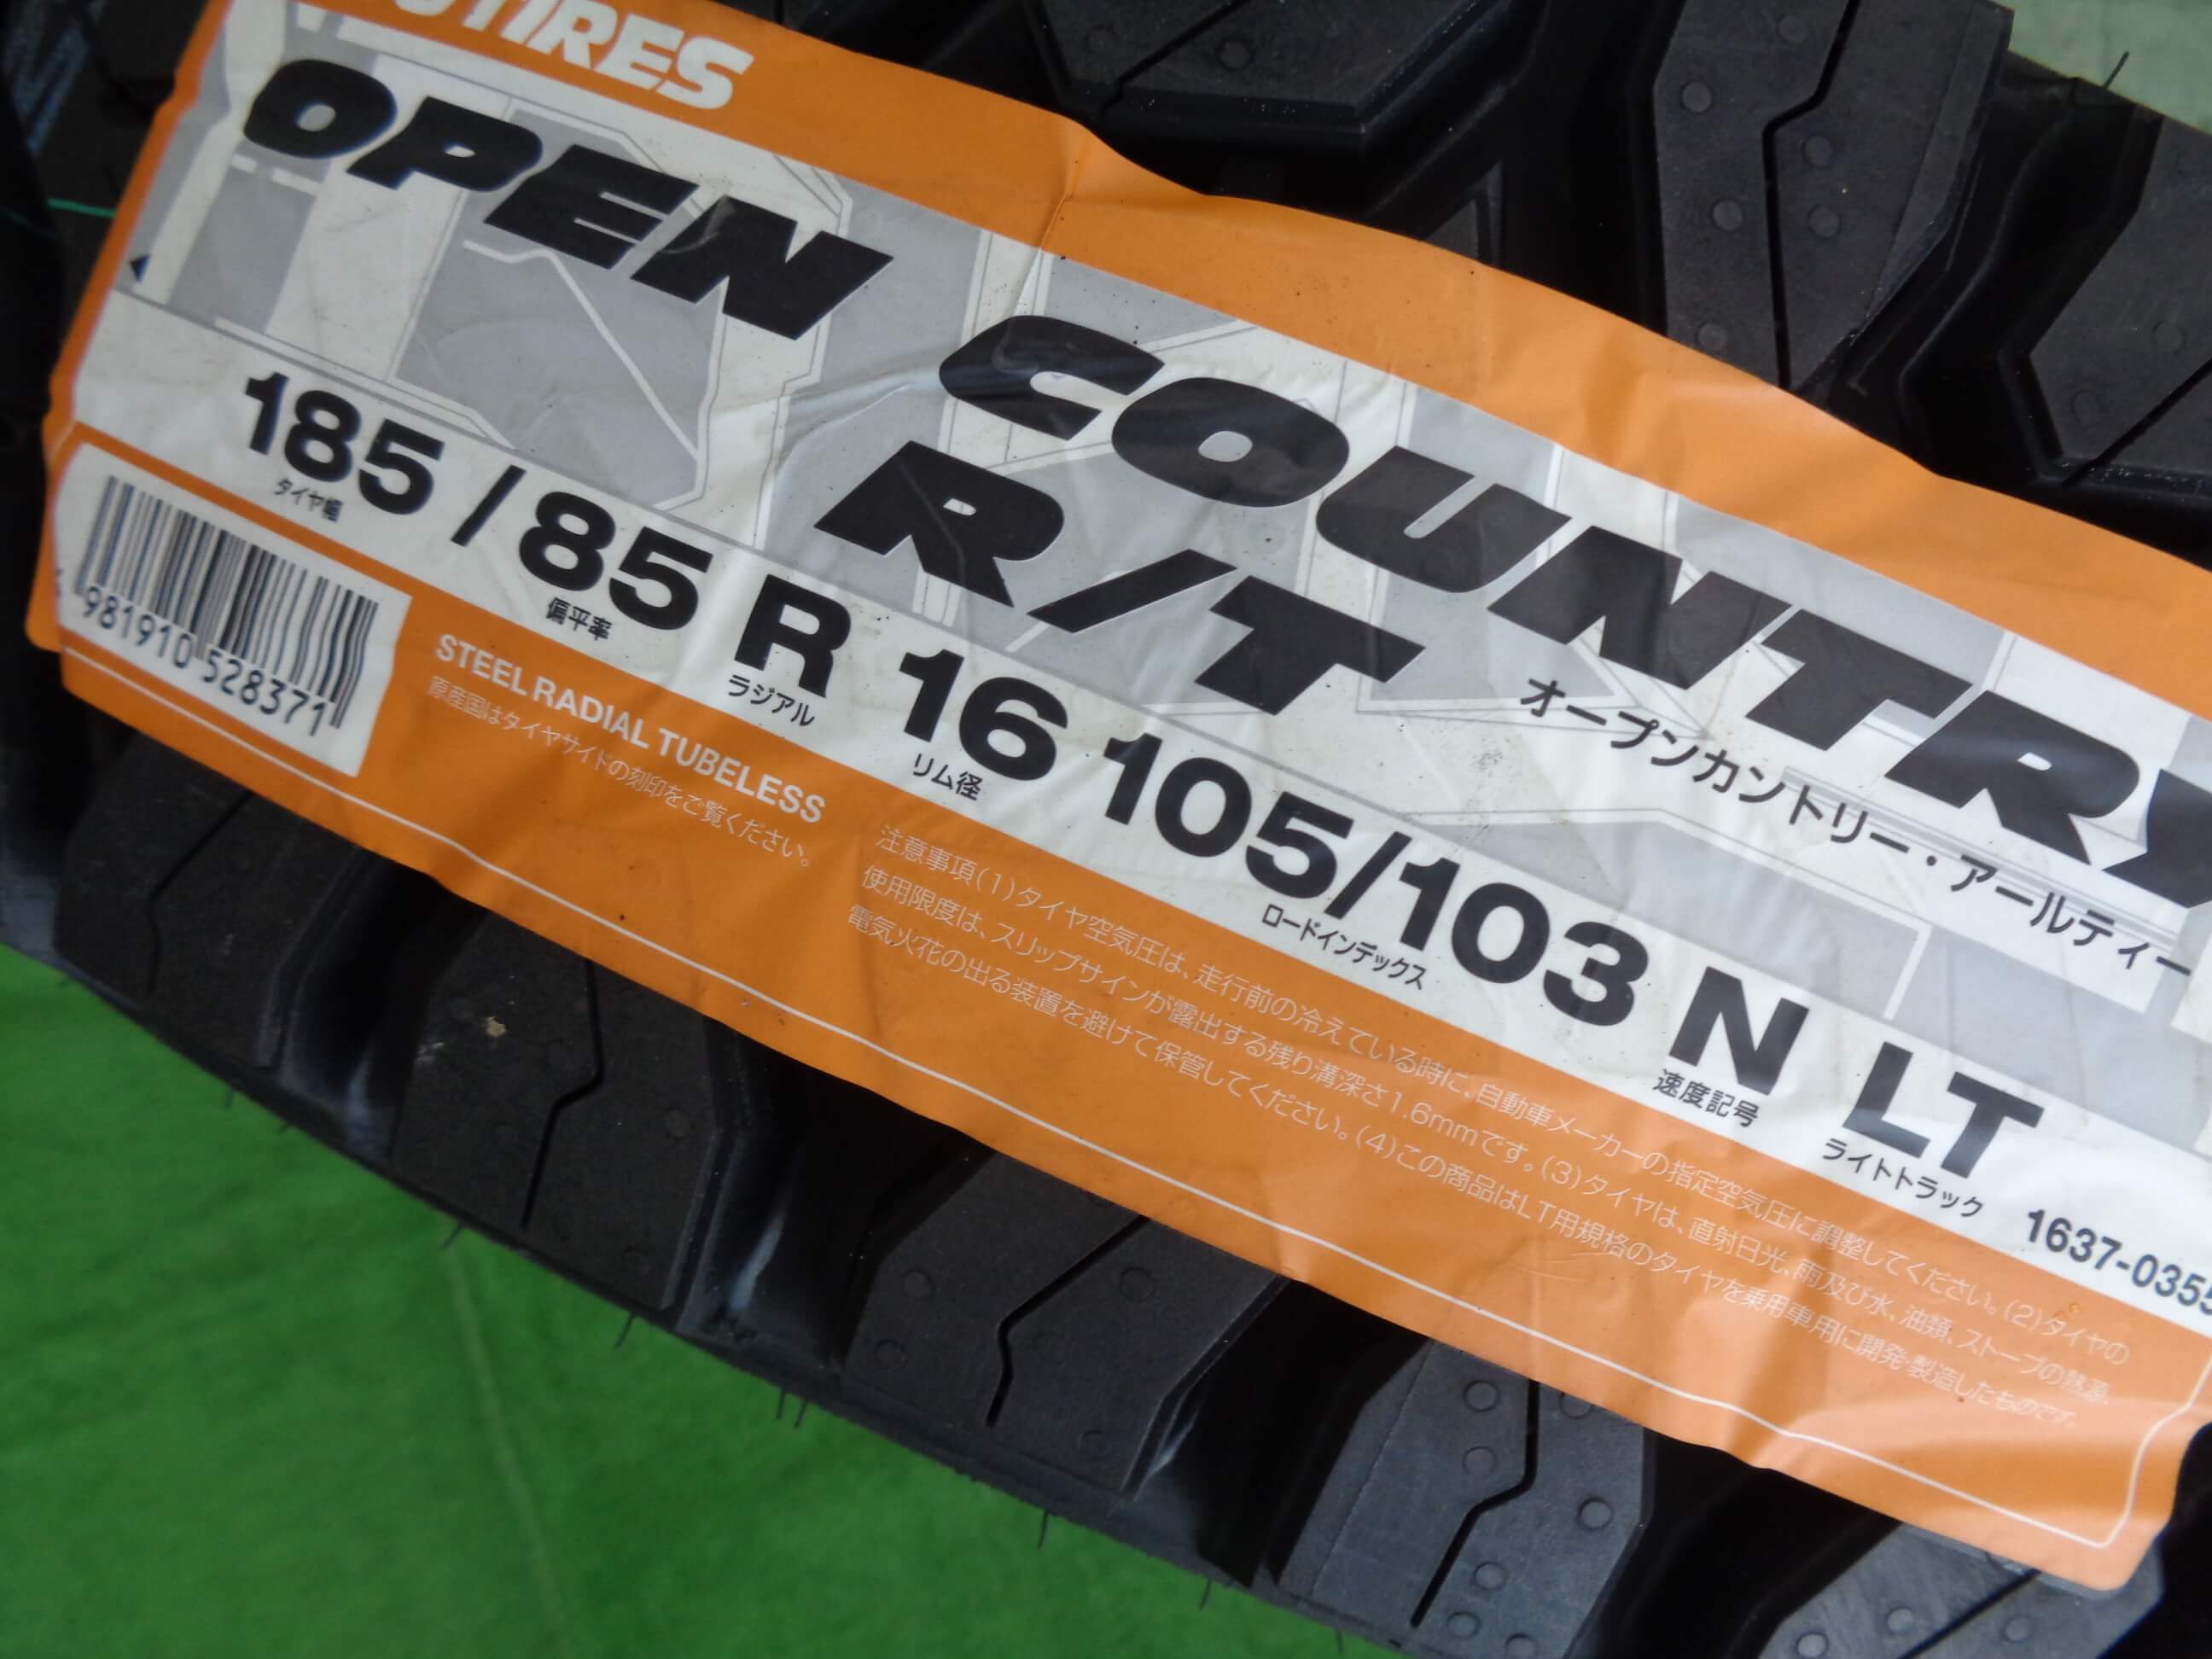 TIRES
OPEN COUNTRY
R/T
オープンカントリー・アールティー
185 / 85 R 16 105/103 N LT
タイヤ幅 偏平率 ラジアル リム径 ロードインデックス 速度記号 ライトトラック
1637-0355
981910 528371
STEEL RADIAL TUBELESS
原産国はタイヤサイドの刻印をご覧ください。
注意事項(1)タイヤ空気圧は、走行前の冷えている時に、自動車メーカーの指定空気圧に調整してください。(2)タイヤの
使用限度は、スリップサインが露出する残り溝深さ1.6mmです。(3)タイヤは、直射日光、雨及び水、油類、ストーブの熱源、
電気火花の出る装置を避けて保管してください。(4)この商品はLT用規格のタイヤを乗用車用に開発・製造したものです。